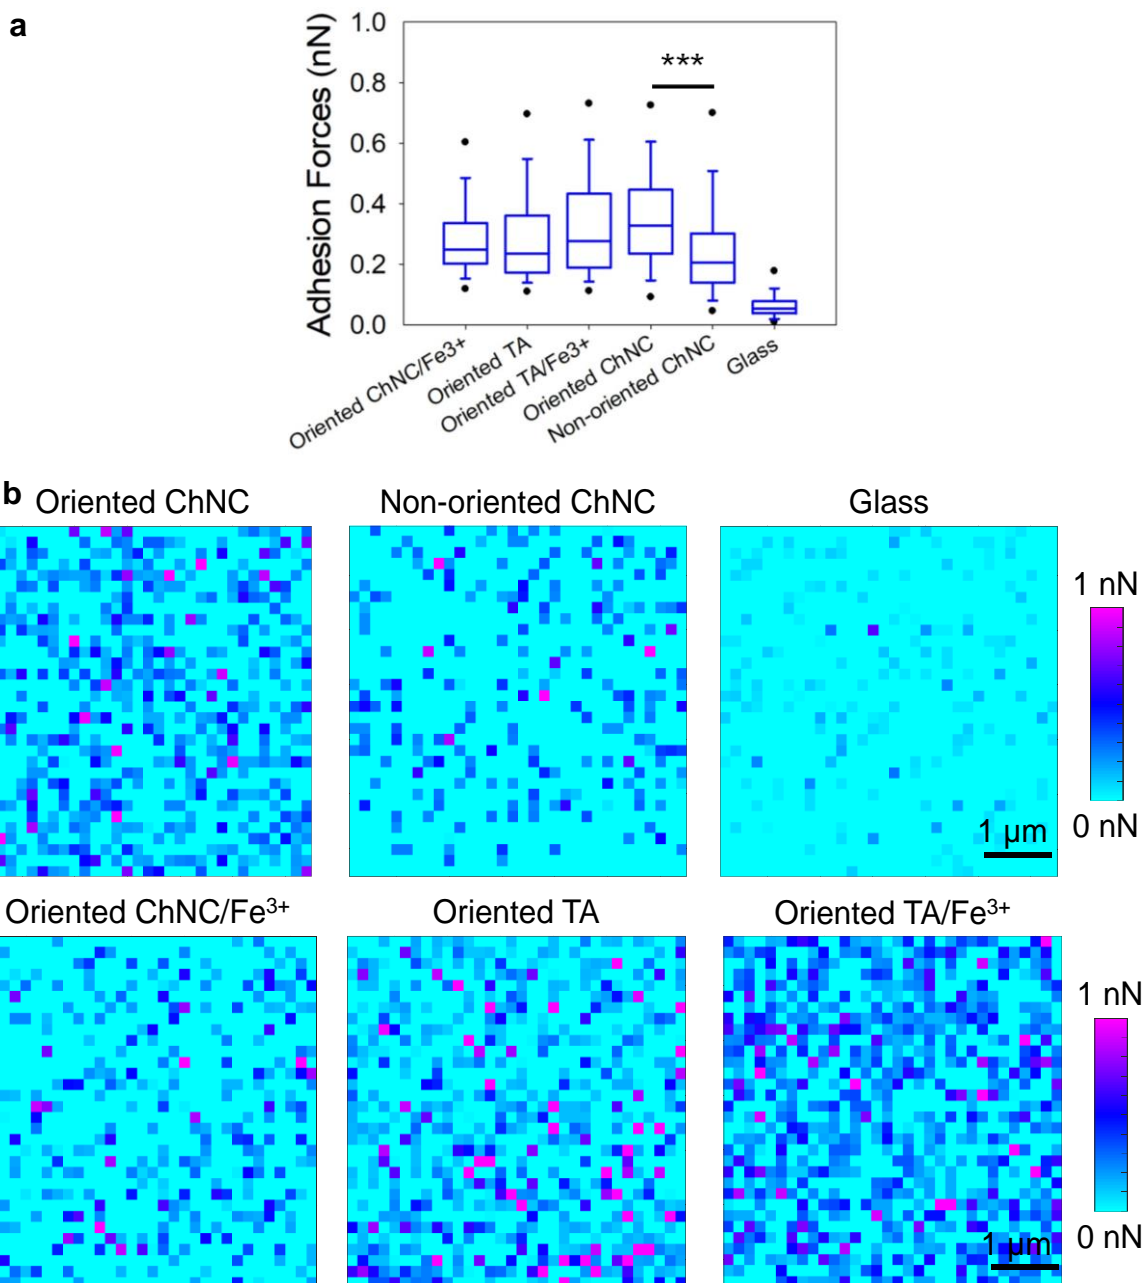 a
Adhesion Forces (nN)
1.0
0.8
0.6
0.4
0.2
0.0
***
Oriented ChNC/Fe3+
Oriented TA
Oriented TA/Fe3+
Oriented ChNC
Non-oriented ChNC
Glass
b
Oriented ChNC
Non-oriented ChNC
Glass
1 nN
0 nN
1 µm
Oriented ChNC/Fe³⁺
Oriented TA
Oriented TA/Fe³⁺
1 nN
0 nN
1 µm